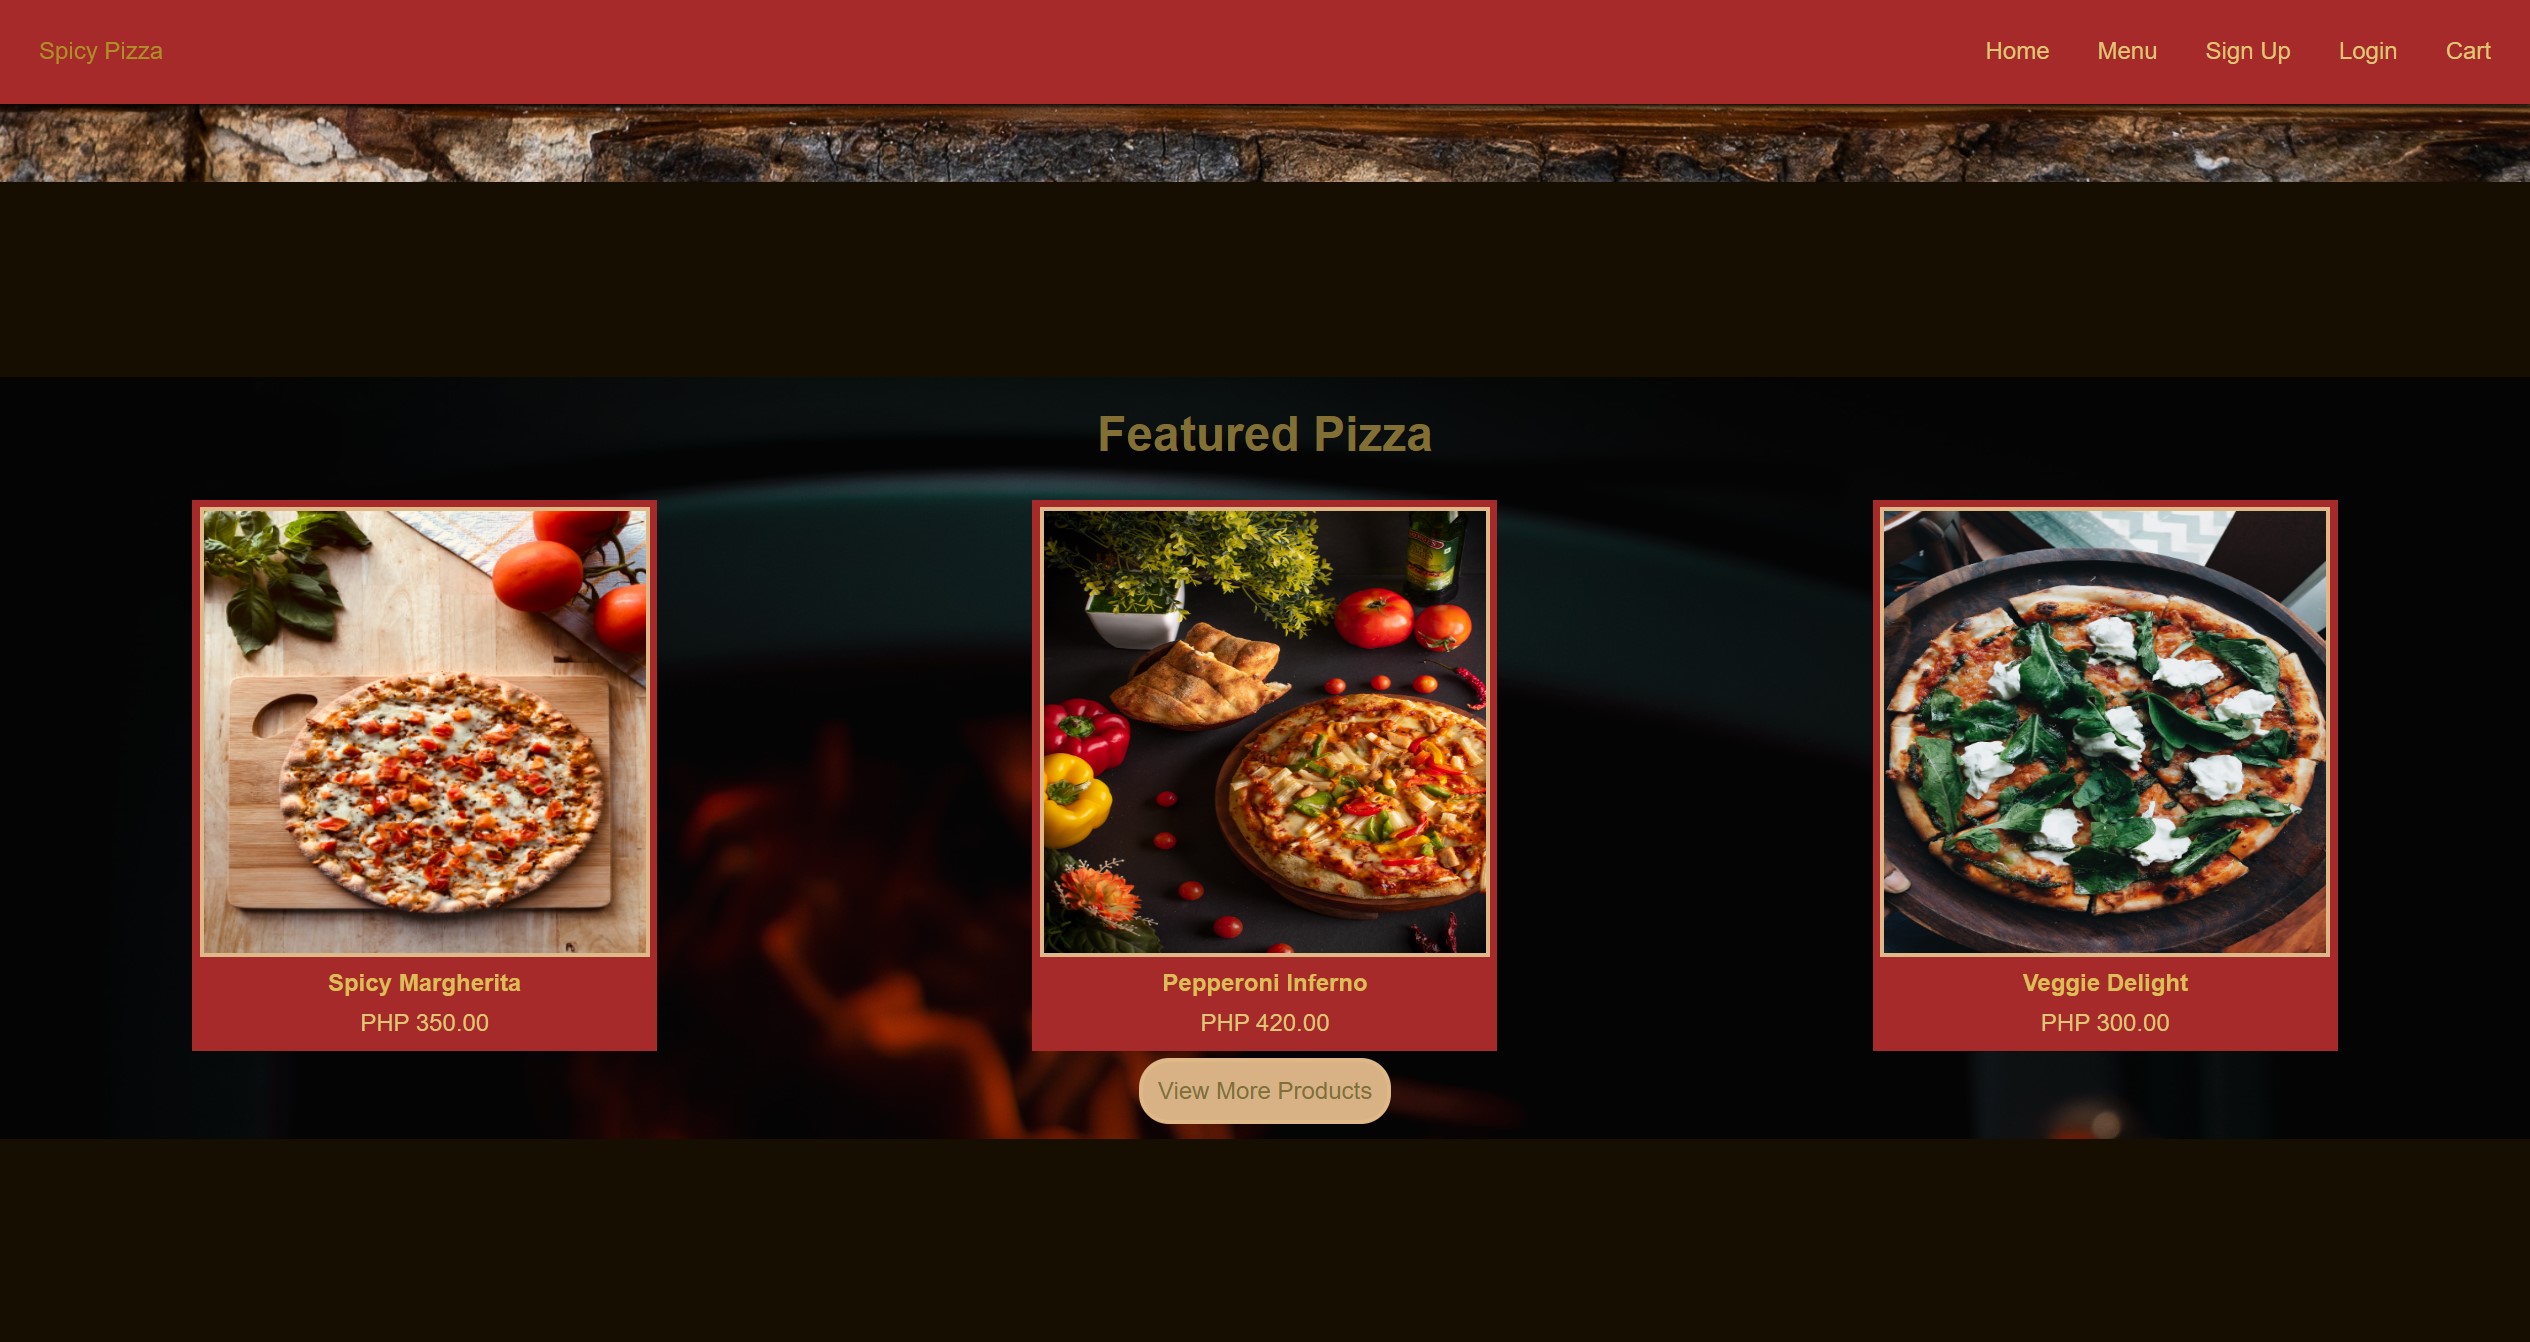 Spicy Pizza
Home Menu Sign Up Login Cart
Featured Pizza
Spicy Margherita
PHP 350.00
Pepperoni Inferno
PHP 420.00
Veggie Delight
PHP 300.00
View More Products